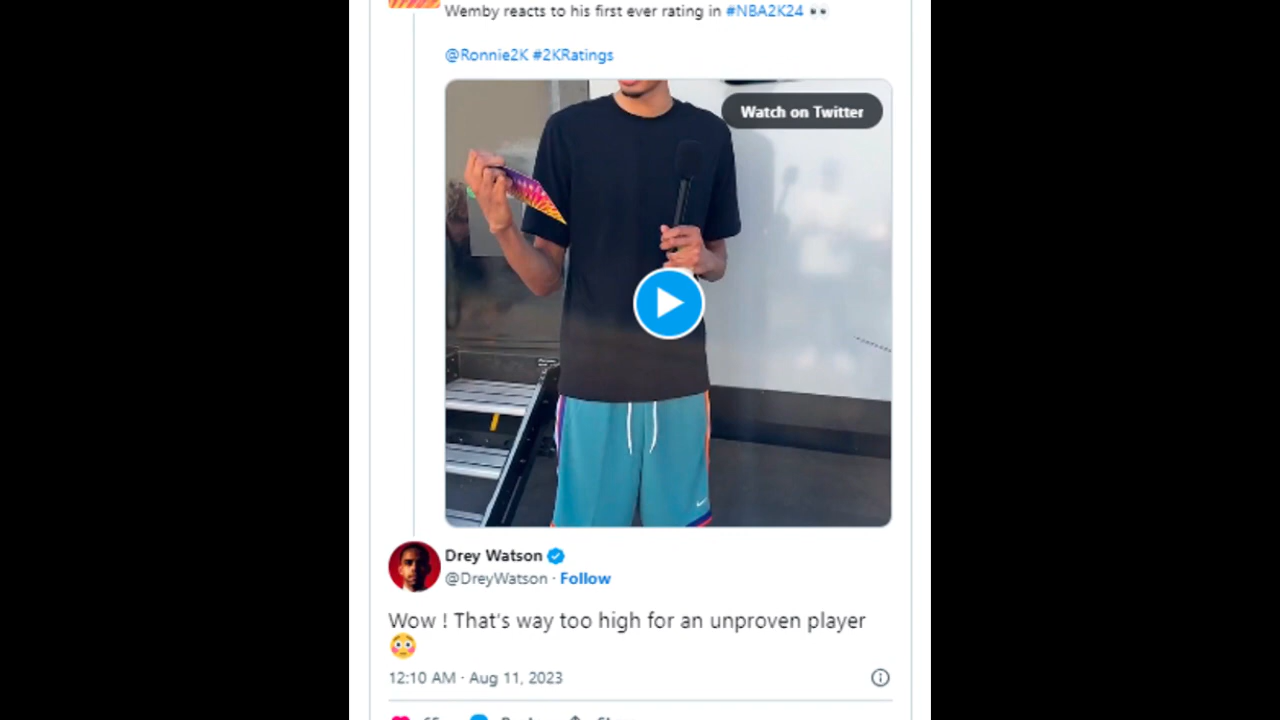 Wemby reacts to his first ever rating in #NBA2K24 👀
@Ronnie2K #2KRatings
Watch on Twitter
Drey Watson
@DreyWatson · Follow
Wow ! That's way too high for an unproven player
😳
12:10 AM · Aug 11, 2023